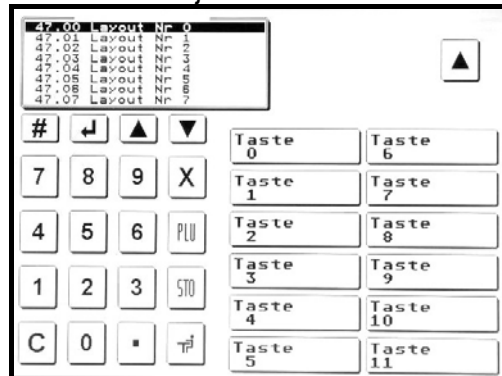 47.00 Layout Nr 0
47.01 Layout Nr 1
47.02 Layout Nr 2
47.03 Layout Nr 3
47.04 Layout Nr 4
47.05 Layout Nr 5
47.06 Layout Nr 6
47.07 Layout Nr 7
# ↵ ▲ ▼
7 8 9 X
4 5 6 PLU
1 2 3 STO
C 0 .
Taste
0
Taste
6
Taste
1
Taste
7
Taste
2
Taste
8
Taste
3
Taste
9
Taste
4
Taste
10
Taste
5
Taste
11